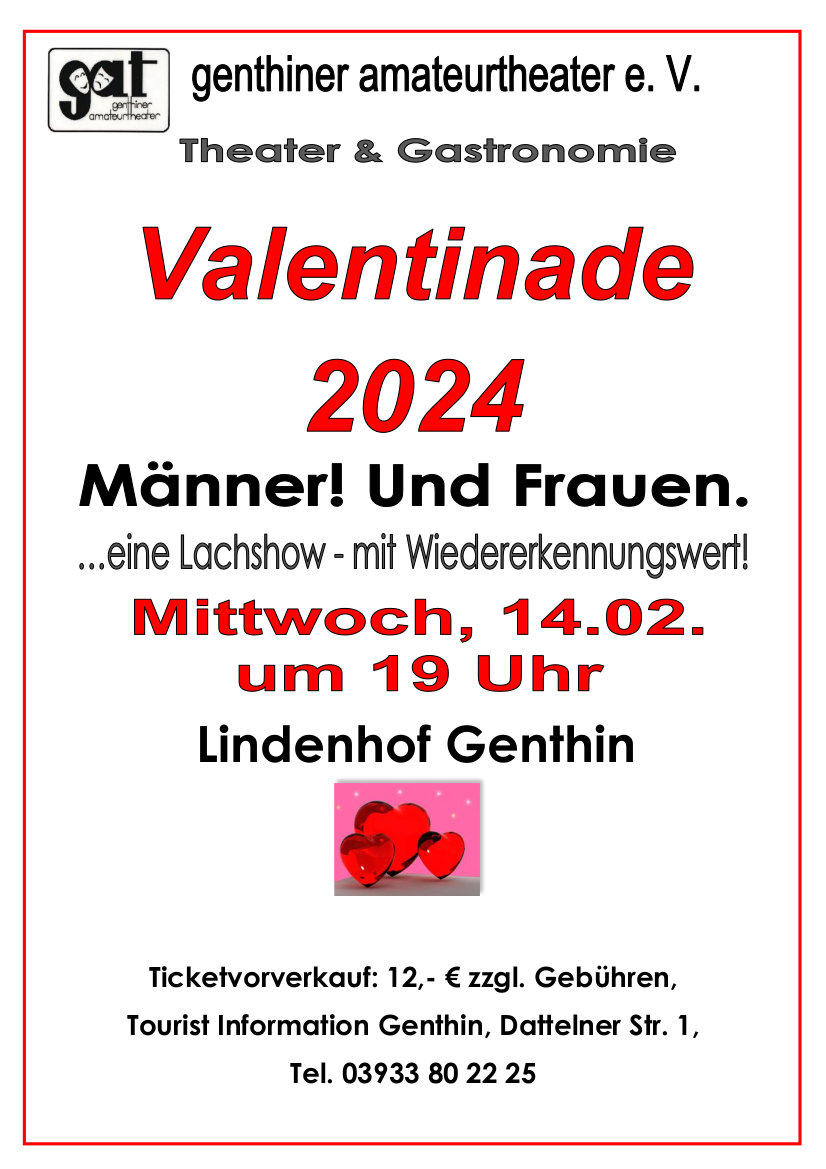 gat
genthiner
amateurtheater
genthiner amateurtheater e. V.
Theater & Gastronomie
Valentinade
2024
Männer! Und Frauen.
...eine Lachshow - mit Wiedererkennungswert!
Mittwoch, 14.02.
um 19 Uhr
Lindenhof Genthin
Ticketvorverkauf: 12,- € zzgl. Gebühren,
Tourist Information Genthin, Dattelner Str. 1,
Tel. 03933 80 22 25